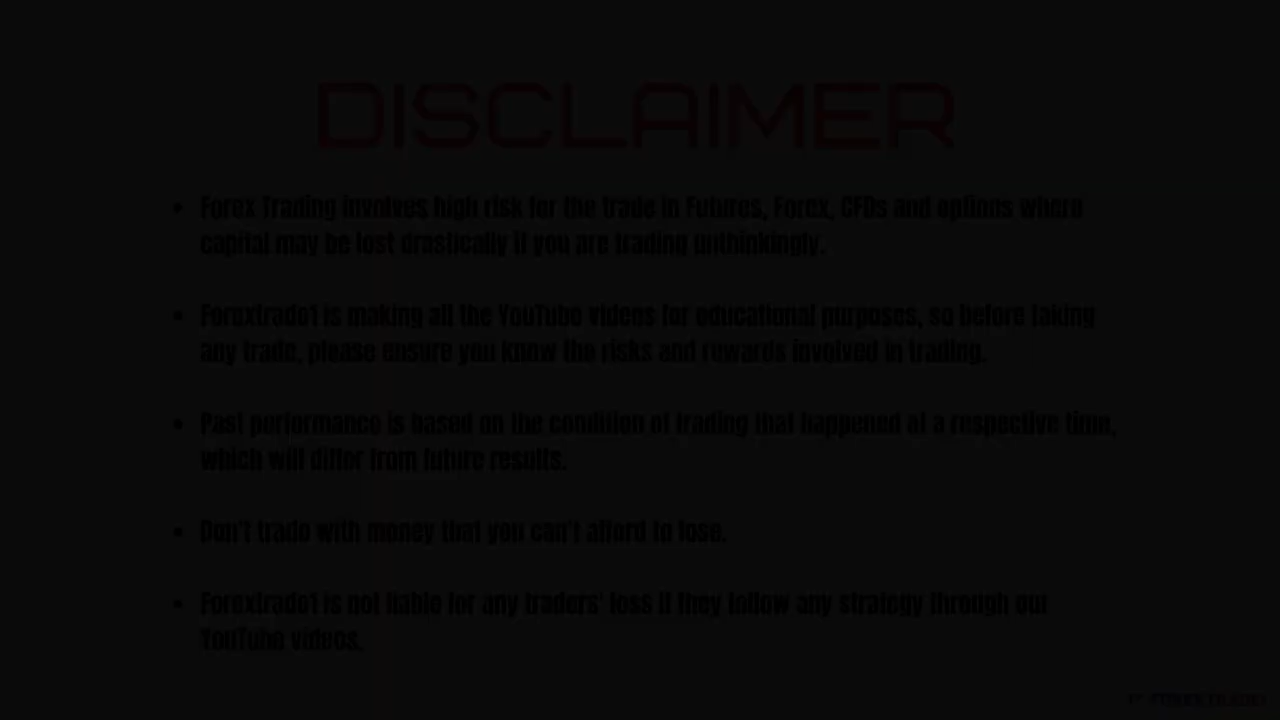 DISCLAIMER
• Forex Trading involves high risk for the trade in Futures, Forex, CFDs and options where
capital may be lost drastically if you are trading unthinkingly.
• Forextrade1 is making all the YouTube videos for educational purposes, so before taking
any trade, please ensure you know the risks and rewards involved in trading.
• Past performance is based on the condition of trading that happened at a respective time,
which will differ from future results.
• Don't trade with money that you can't afford to lose.
• Forextrade1 is not liable for any traders' loss if they follow any strategy through our
YouTube videos.